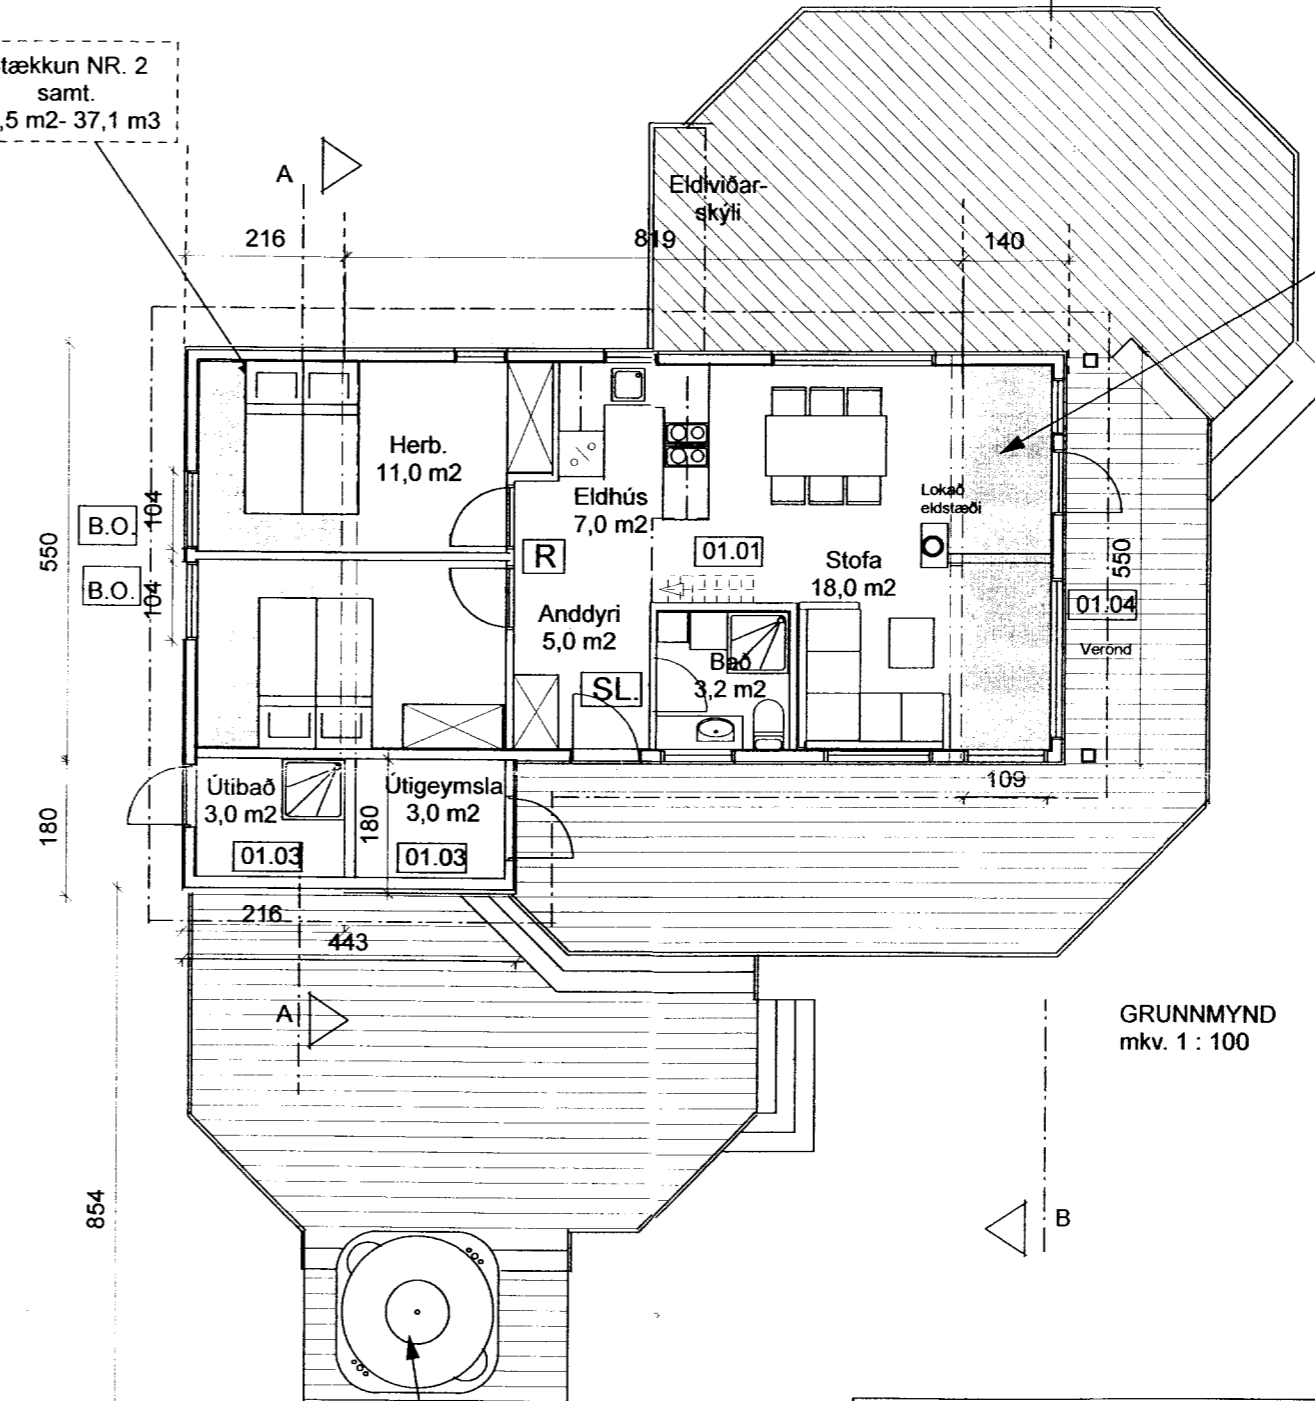 tækkun NR. 2
samt.
,5 m2- 37,1 m3
A
Eldiviðar-
skýli
216
819
140
Herb.
11,0 m2
B.O.
104
B.O.
104
550
Eldhús
7,0 m2
R
01.01
Lokað
eldstæði
Stofa
18,0 m2
550
01.04
Verönd
Anddyri
5,0 m2
SL.
Bað
3,2 m2
109
180
Útibað
3,0 m2
01.03
180
Útigeymsla
3,0 m2
01.03
216
443
A
GRUNNMYND
mkv. 1 : 100
854
B